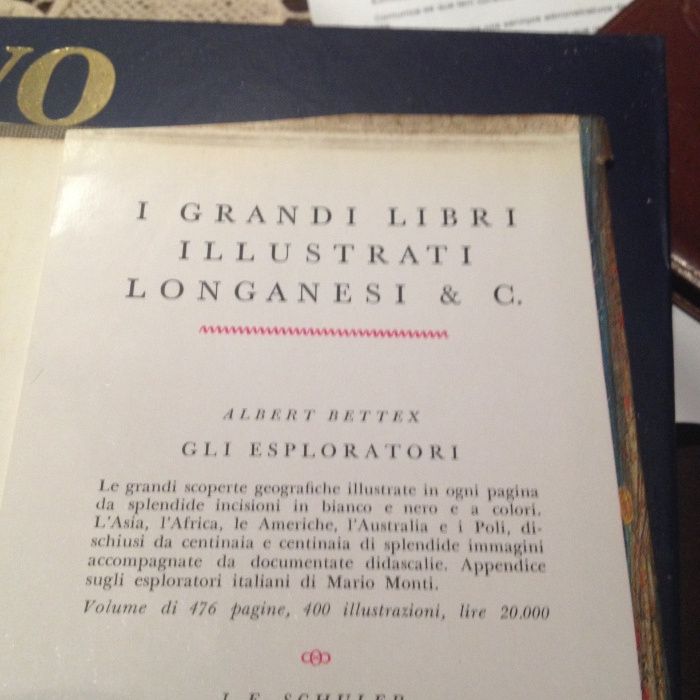 VO
I GRANDI LIBRI
ILLUSTRATI
LONGANESI & C.
ALBERT BETTEX
GLI ESPLORATORI
Le grandi scoperte geografiche illustrate in ogni pagina
da splendide incisioni in bianco e nero e a colori.
L'Asia, l'Africa, le Americhe, l'Australia e i Poli, di-
schiusi da centinaia e centinaia di splendide immagini
accompagnate da documentate didascalie. Appendice
sugli esploratori italiani di Mario Monti.
Volume di 476 pagine, 400 illustrazioni, lire 20.000